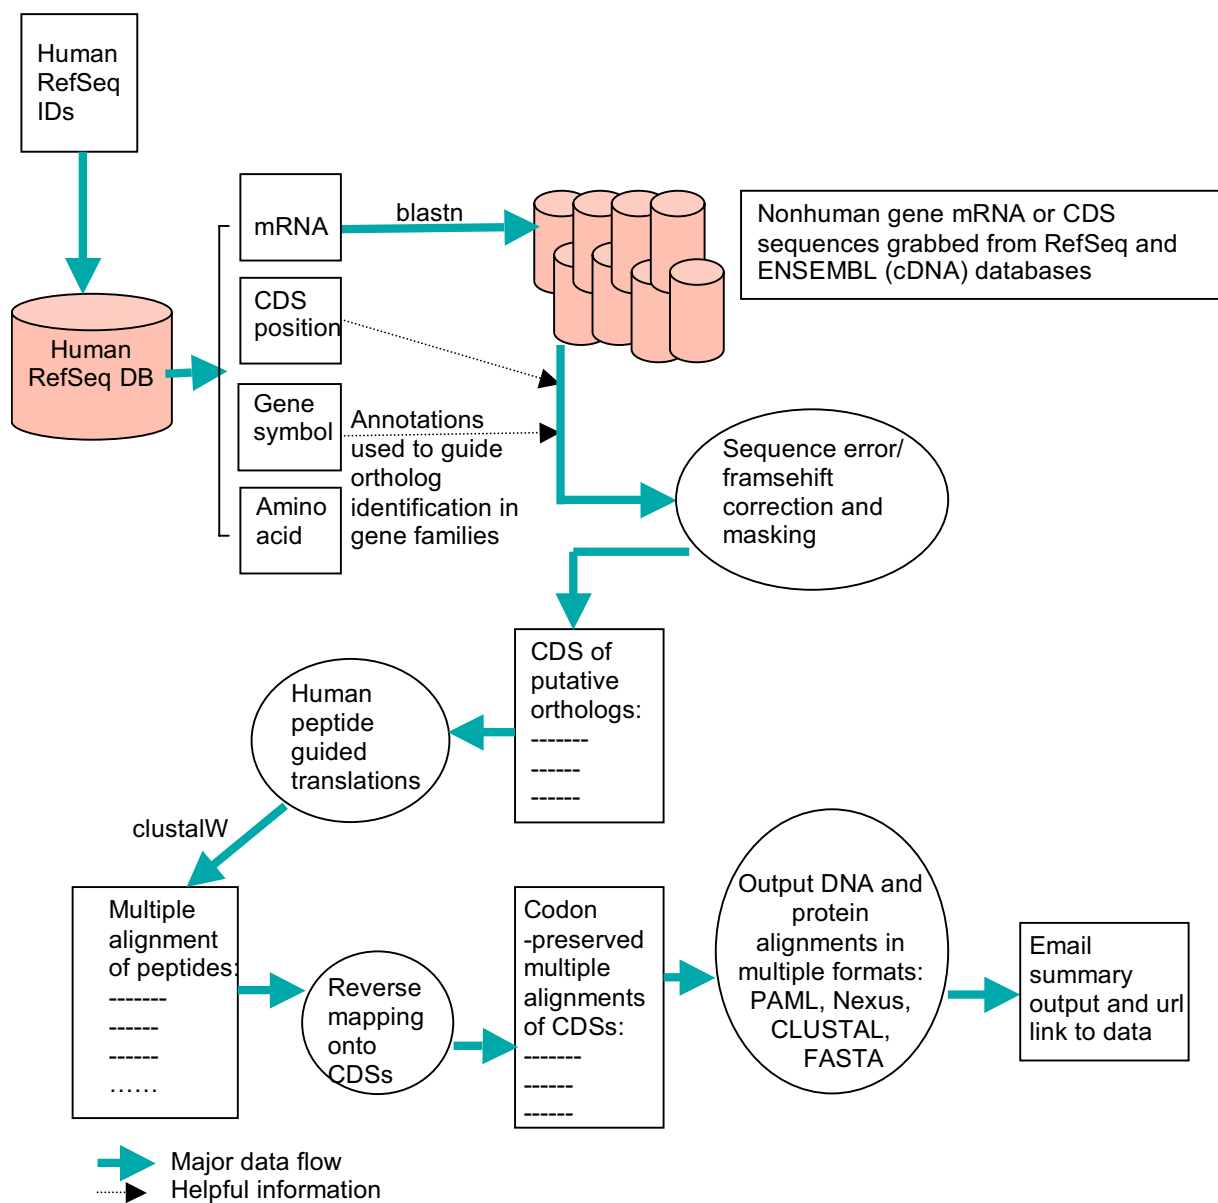 Human
RefSeq
IDs
mRNA
blastn
Nonhuman gene mRNA or CDS
sequences grabbed from RefSeq and
ENSEMBL (cDNA) databases
CDS
position
Human
RefSeq DB
Gene
symbol
Annotations
used to guide
ortholog
identification in
gene families
Amino
acid
Sequence error/
framsehift
correction and
masking
CDS of
putative
orthologs:
-------
------
------
Human
peptide
guided
translations
clustalW
Multiple
alignment
of peptides:
-------
------
------
……
Reverse
mapping
onto
CDSs
Codon
-preserved
multiple
alignments
of CDSs:
-------
------
------
Output DNA and
protein
alignments in
multiple formats:
PAML, Nexus,
CLUSTAL,
FASTA
Email
summary
output and url
link to data
Major data flow
Helpful information